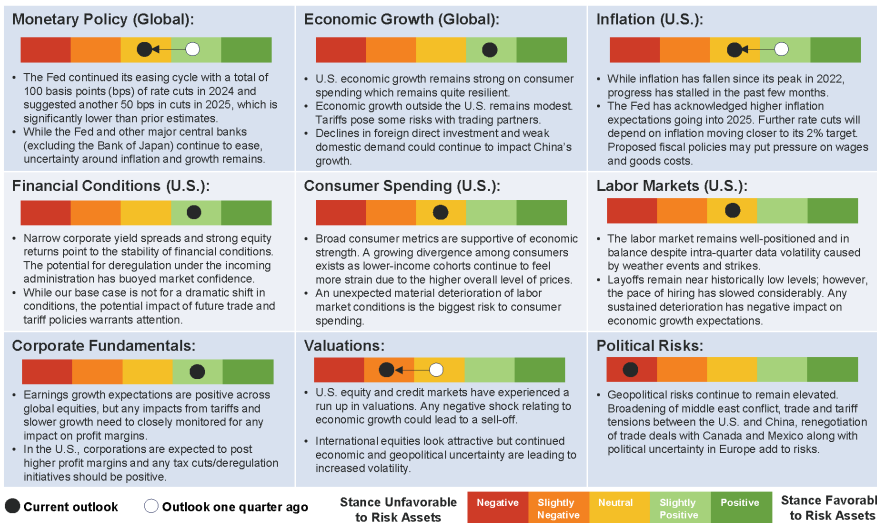 Monetary Policy (Global):
• The Fed continued its easing cycle with a total of
100 basis points (bps) of rate cuts in 2024 and
suggested another 50 bps in cuts in 2025, which is
significantly lower than prior estimates.
• While the Fed and other major central banks
(excluding the Bank of Japan) continue to ease,
uncertainty around inflation and growth remains.
Economic Growth (Global):
• U.S. economic growth remains strong on consumer
spending which remains quite resilient.
• Economic growth outside the U.S. remains modest.
Tariffs pose some risks with trading partners.
• Declines in foreign direct investment and weak
domestic demand could continue to impact China's
growth.
Inflation (U.S.):
• While inflation has fallen since its peak in 2022,
progress has stalled in the past few months.
• The Fed has acknowledged higher inflation
expectations going into 2025. Further rate cuts will
depend on inflation moving closer to its 2% target.
Proposed fiscal policies may put pressure on wages
and goods costs.
Financial Conditions (U.S.):
• Narrow corporate yield spreads and strong equity
returns point to the stability of financial conditions.
The potential for deregulation under the incoming
administration has buoyed market confidence.
• While our base case is not for a dramatic shift in
conditions, the potential impact of future trade and
tariff policies warrants attention.
Consumer Spending (U.S.):
• Broad consumer metrics are supportive of economic
strength. A growing divergence among consumers
exists as lower-income cohorts continue to feel
more strain due to the higher overall level of prices.
• An unexpected material deterioration of labor
market conditions is the biggest risk to consumer
spending.
Labor Markets (U.S.):
• The labor market remains well-positioned and in
balance despite intra-quarter data volatility caused
by weather events and strikes.
• Layoffs remain near historically low levels; however,
the pace of hiring has slowed considerably. Any
sustained deterioration has negative impact on
economic growth expectations.
Corporate Fundamentals:
• Earnings growth expectations are positive across
global equities, but any impacts from tariffs and
slower growth need to closely monitored for any
impact on profit margins.
• In the U.S., corporations are expected to post
higher profit margins and any tax cuts/deregulation
initiatives should be positive.
Valuations:
• U.S. equity and credit markets have experienced a
run up in valuations. Any negative shock relating to
economic growth could lead to a sell-off.
• International equities look attractive but continued
economic and geopolitical uncertainty are leading to
increased volatility.
Political Risks:
• Geopolitical risks continue to remain elevated.
Broadening of middle east conflict, trade and tariff
tensions between the U.S. and China, renegotiation
of trade deals with Canada and Mexico along with
political uncertainty in Europe add to risks.
Current outlook
Outlook one quarter ago
Stance Unfavorable
to Risk Assets
Negative
Slightly
Negative
Neutral
Slightly
Positive
Positive
Stance Favorable
to Risk Assets